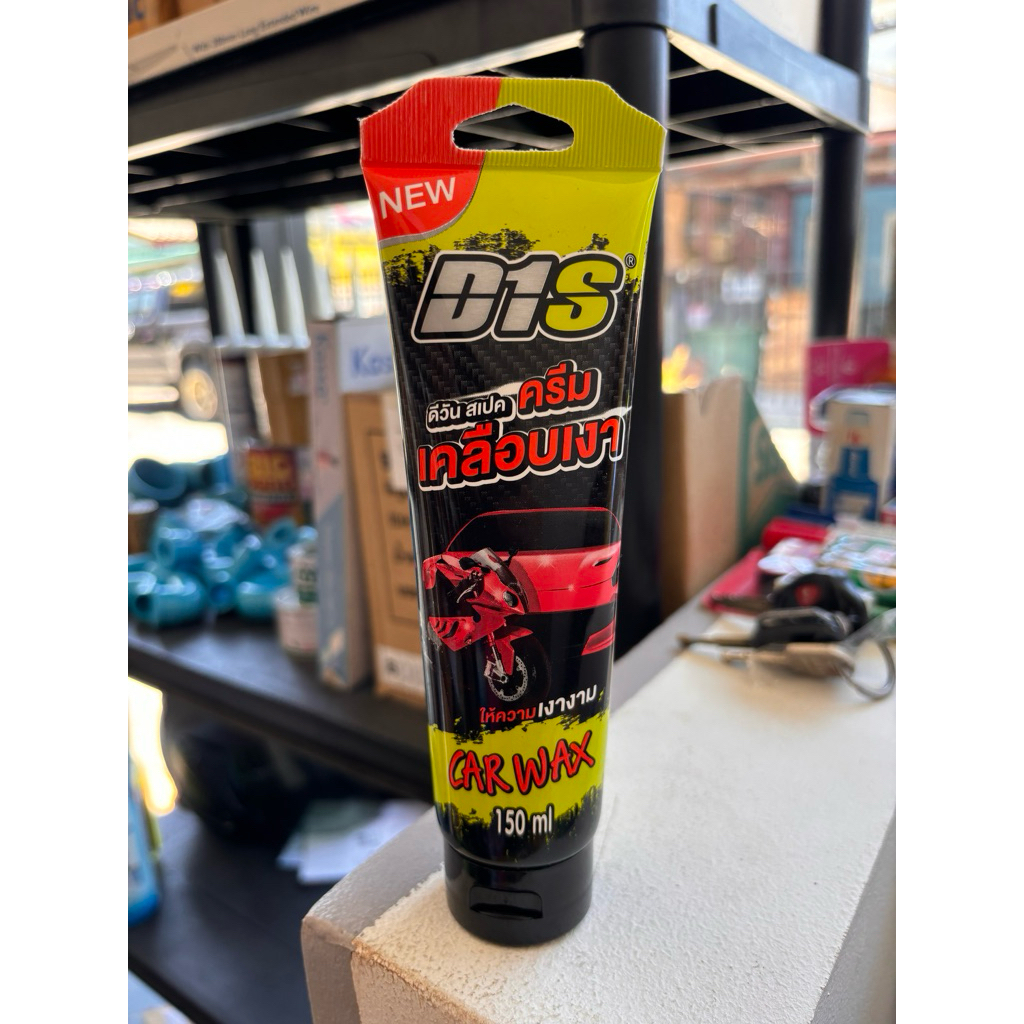 NEW
D1S®
ดีวัน สเปค ครีม
เคลือบเงา
ให้ความเงางาม
CAR WAX
150 ml